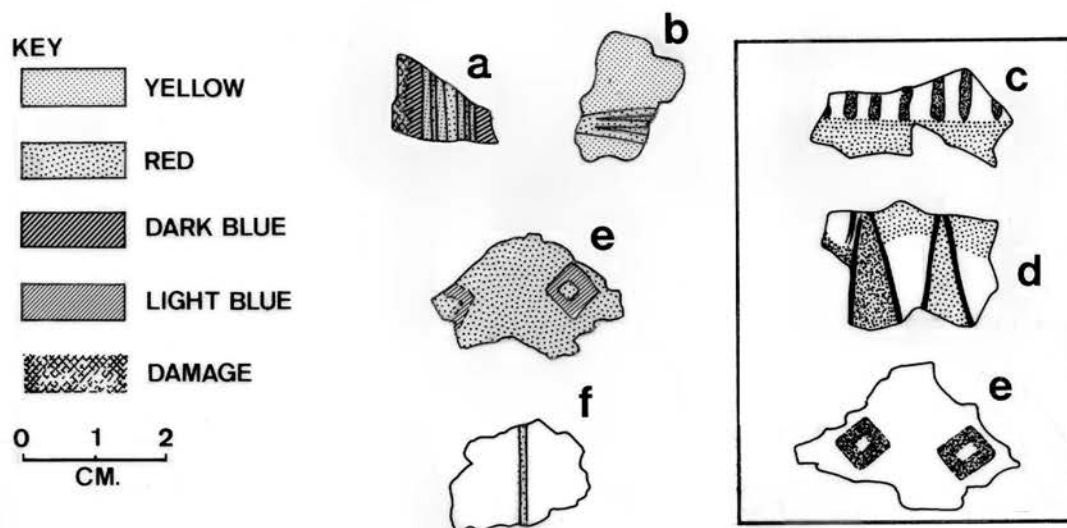 KEY
YELLOW
RED
DARK BLUE
LIGHT BLUE
DAMAGE
0 1 2
CM.
a
b
e
f
c
d
e